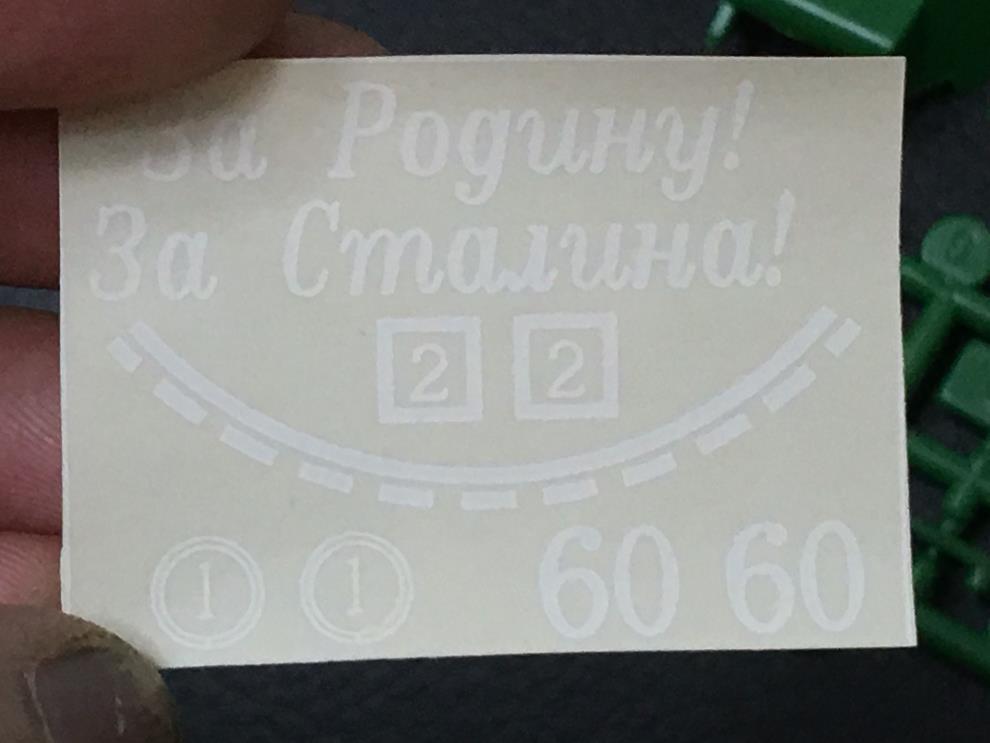 За Родину!
За Сталина!
2 2
1 1 60 60